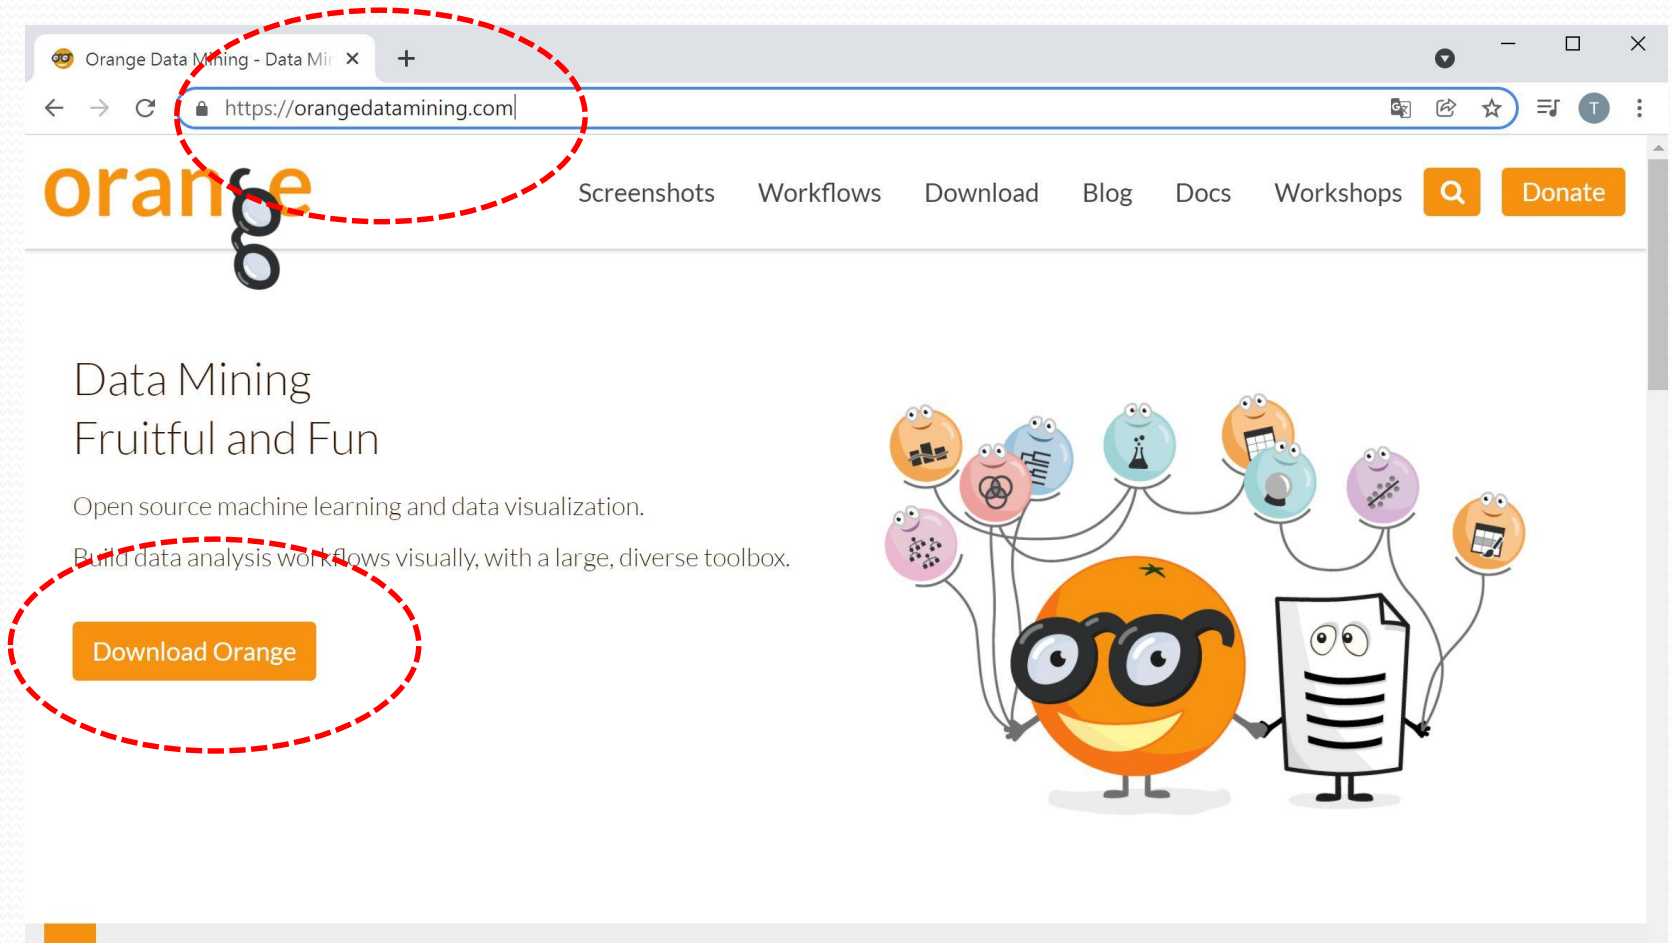 Orange Data Mining - Data Min
https://orangedatamining.com
orange
Screenshots Workflows Download Blog Docs Workshops Donate
Data Mining
Fruitful and Fun
Open source machine learning and data visualization.
Build data analysis workflows visually, with a large, diverse toolbox.
Download Orange
T